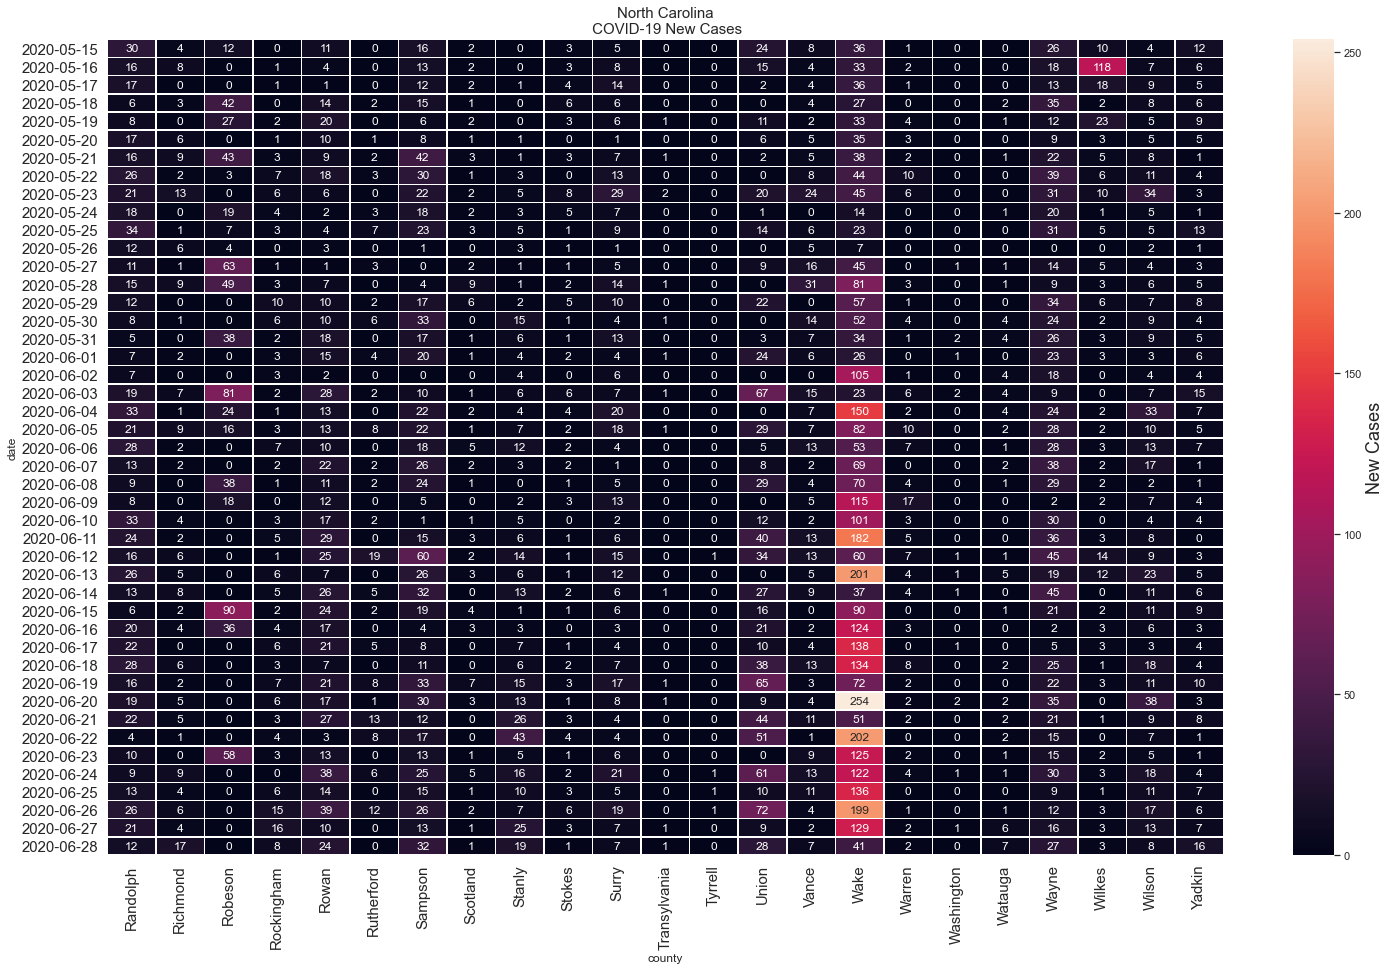 North Carolina
COVID-19 New Cases
2020-05-15 30 4 12 0 11 0 16 2 0 3 5 0 0 24 8 36 1 0 0 26 10 4 12
2020-05-16 16 8 0 1 4 0 13 2 0 3 8 0 0 15 4 33 2 0 0 18 118 7 6
2020-05-17 17 0 0 1 1 0 12 2 1 4 14 0 0 2 4 36 1 0 0 13 18 9 5
2020-05-18 6 3 42 0 14 2 15 1 0 6 6 0 0 0 4 27 0 0 2 35 2 8 6
2020-05-19 8 0 27 2 20 0 6 2 0 3 6 1 0 11 2 33 4 0 1 12 23 5 9
2020-05-20 17 6 0 1 10 1 8 1 1 0 1 0 0 6 5 35 3 0 0 9 3 5 5
2020-05-21 16 9 43 3 9 2 42 3 1 3 7 1 0 2 5 38 2 0 1 22 5 8 1
2020-05-22 26 2 3 7 18 3 30 1 3 0 13 0 0 0 8 44 10 0 0 39 6 11 4
2020-05-23 21 13 0 6 6 0 22 2 5 8 29 2 0 20 24 45 6 0 0 31 10 34 3
2020-05-24 18 0 19 4 2 3 18 2 3 5 7 0 0 1 0 14 0 0 1 20 1 5 1
2020-05-25 34 1 7 3 4 7 23 3 5 1 9 0 0 14 6 23 0 0 0 31 5 5 13
2020-05-26 12 6 4 0 3 0 1 0 3 1 1 0 0 0 5 7 0 0 0 0 0 2 1
2020-05-27 11 1 63 1 1 3 0 2 1 1 5 0 0 9 16 45 0 1 1 14 5 4 3
2020-05-28 15 9 49 3 7 0 4 9 1 2 14 1 0 0 31 81 3 0 1 9 3 6 5
2020-05-29 12 0 0 10 10 2 17 6 2 5 10 0 0 22 0 57 1 0 0 34 6 7 8
2020-05-30 8 1 0 6 10 6 33 0 15 1 4 1 0 0 14 52 4 0 4 24 2 9 4
2020-05-31 5 0 38 2 18 0 17 1 6 1 13 0 0 3 7 34 1 2 4 26 3 9 5
2020-06-01 7 2 0 3 15 4 20 1 4 2 4 1 0 24 6 26 0 1 0 23 3 3 6
2020-06-02 7 0 0 3 2 0 0 0 4 0 6 0 0 0 0 105 1 0 4 18 0 4 4
2020-06-03 19 7 81 2 28 2 10 1 6 6 7 1 0 67 15 23 6 2 4 9 0 7 15
2020-06-04 33 1 24 1 13 0 22 2 4 4 20 0 0 0 7 150 2 0 4 24 2 33 7
2020-06-05 21 9 16 3 13 8 22 1 7 2 18 1 0 29 7 82 10 0 2 28 2 10 5
2020-06-06 28 2 0 7 10 0 18 5 12 2 4 0 0 5 13 53 7 0 1 28 3 13 7
2020-06-07 13 2 0 2 22 2 26 2 3 2 1 0 0 8 2 69 0 0 2 38 2 17 1
2020-06-08 9 0 38 1 11 2 24 1 0 1 5 0 0 29 4 70 4 0 1 29 2 2 1
2020-06-09 8 0 18 0 12 0 5 0 2 3 13 0 0 0 5 115 17 0 0 2 2 7 4
2020-06-10 33 4 0 3 17 2 1 1 5 0 2 0 0 12 2 101 3 0 0 30 0 4 4
2020-06-11 24 2 0 5 29 0 15 3 6 1 6 0 0 40 13 182 5 0 0 36 3 8 0
2020-06-12 16 6 0 1 25 19 60 2 14 1 15 0 1 34 13 60 7 1 1 45 14 9 3
2020-06-13 26 5 0 6 7 0 26 3 6 1 12 0 0 0 5 201 4 1 5 19 12 23 5
2020-06-14 13 8 0 5 26 5 32 0 13 2 6 1 0 27 9 37 4 1 0 45 0 11 6
2020-06-15 6 2 90 2 24 2 19 4 1 1 6 0 0 16 0 90 0 0 1 21 2 11 9
2020-06-16 20 4 36 4 17 0 4 3 3 0 3 0 0 21 2 124 3 0 0 2 3 6 3
2020-06-17 22 0 0 6 21 5 8 0 7 1 4 0 0 10 4 138 0 1 0 5 3 3 4
2020-06-18 28 6 0 3 7 0 11 0 6 2 7 0 0 38 13 134 8 0 2 25 1 18 4
2020-06-19 16 2 0 7 21 8 33 7 15 3 17 1 0 65 3 72 2 0 0 22 3 11 10
2020-06-20 19 5 0 6 17 1 30 3 13 1 8 1 0 9 4 254 2 2 2 35 0 38 3
2020-06-21 22 5 0 3 27 13 12 0 26 3 4 0 0 44 11 51 2 0 2 21 1 9 8
2020-06-22 4 1 0 4 3 8 17 0 43 4 4 0 0 51 1 202 0 0 2 15 0 7 1
2020-06-23 10 0 58 3 13 0 13 1 5 1 6 0 0 0 9 125 2 0 1 15 2 5 1
2020-06-24 9 9 0 0 38 6 25 5 16 2 21 0 1 61 13 122 4 1 1 30 3 18 4
2020-06-25 13 4 0 6 14 0 15 1 10 3 5 0 1 10 11 136 0 0 0 9 1 11 7
2020-06-26 26 6 0 15 39 12 26 2 7 6 19 0 1 72 4 199 1 0 1 12 3 17 6
2020-06-27 21 4 0 16 10 0 13 1 25 3 7 1 0 9 2 129 2 1 6 16 3 13 7
2020-06-28 12 17 0 8 24 0 32 1 19 1 7 1 0 28 7 41 2 0 7 27 3 8 16
date
Randolph Richmond Robeson Rockingham Rowan Rutherford Sampson Scotland Stanly Stokes Surry Transylvania Tyrrell Union Vance Wake Warren Washington Watauga Wayne Wilkes Wilson Yadkin
county
250
200
150
100
50
0
New Cases